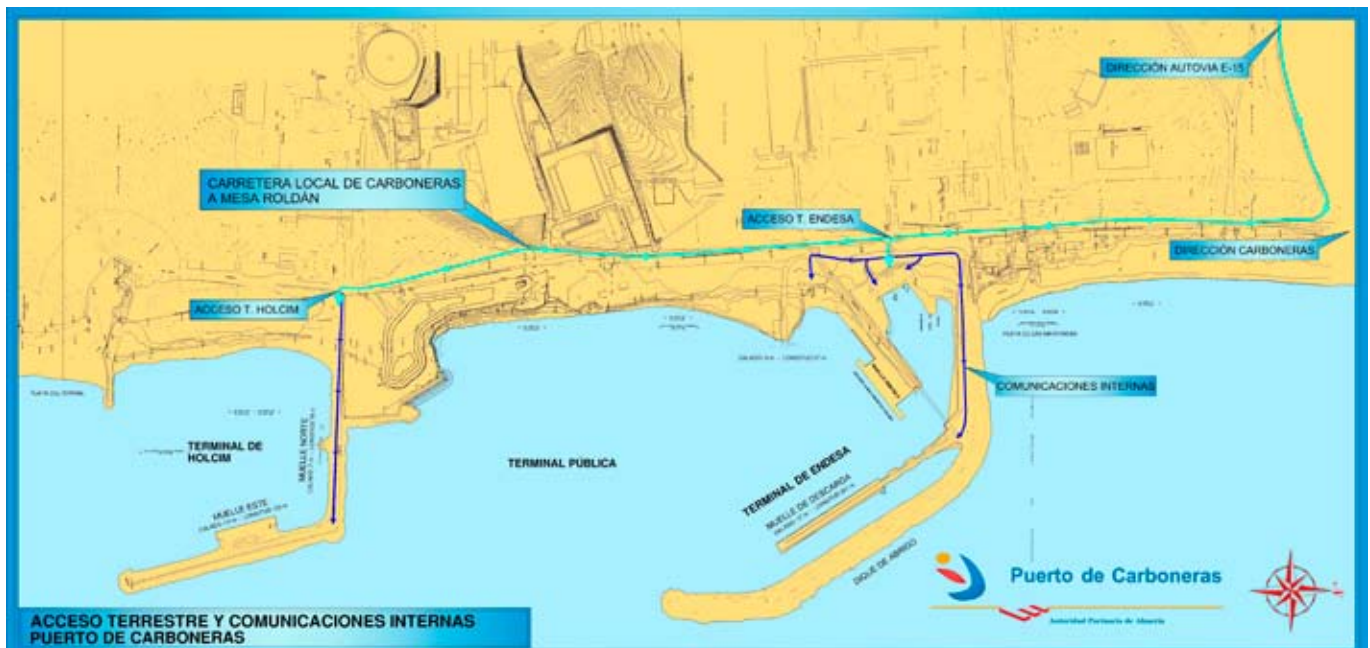 DIRECCIÓN AUTOVIA E-15
CARRETERA LOCAL DE CARBONERAS
A MESA ROLDÁN
ACCESO T. ENDESA
DIRECCIÓN CARBONERAS
ACCESO T. HOLCIM
COMUNICACIONES INTERNAS
TERMINAL DE
HOLCIM
MUELLE NORTE
TERMINAL PÚBLICA
TERMINAL DE ENDESA
MUELLE DE DESCARGA
MUELLE ESTE
DIQUE DE ABRIGO
Puerto de Carboneras
Autoridad Portuaria de Almería
ACCESO TERRESTRE Y COMUNICACIONES INTERNAS
PUERTO DE CARBONERAS